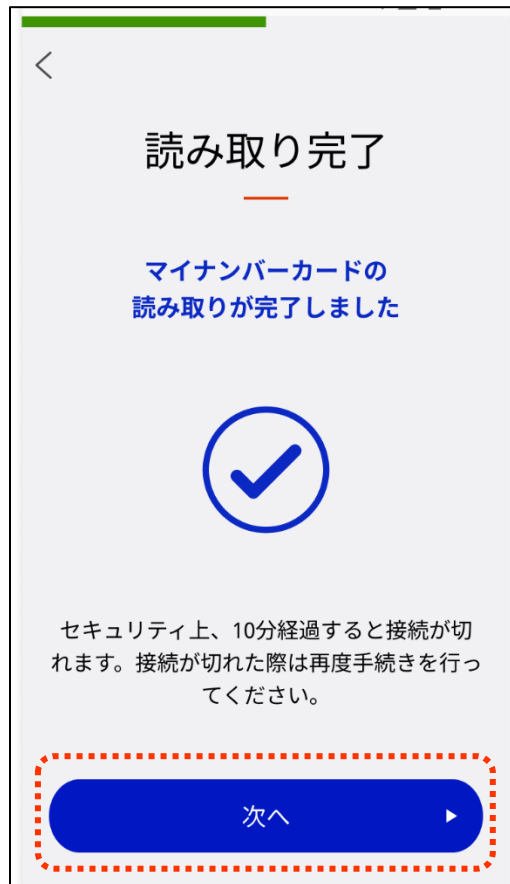 読み取り完了
マイナンバーカードの
読み取りが完了しました
セキュリティ上、10分経過すると接続が切
れます。接続が切れた際は再度手続きを行っ
てください。
次へ